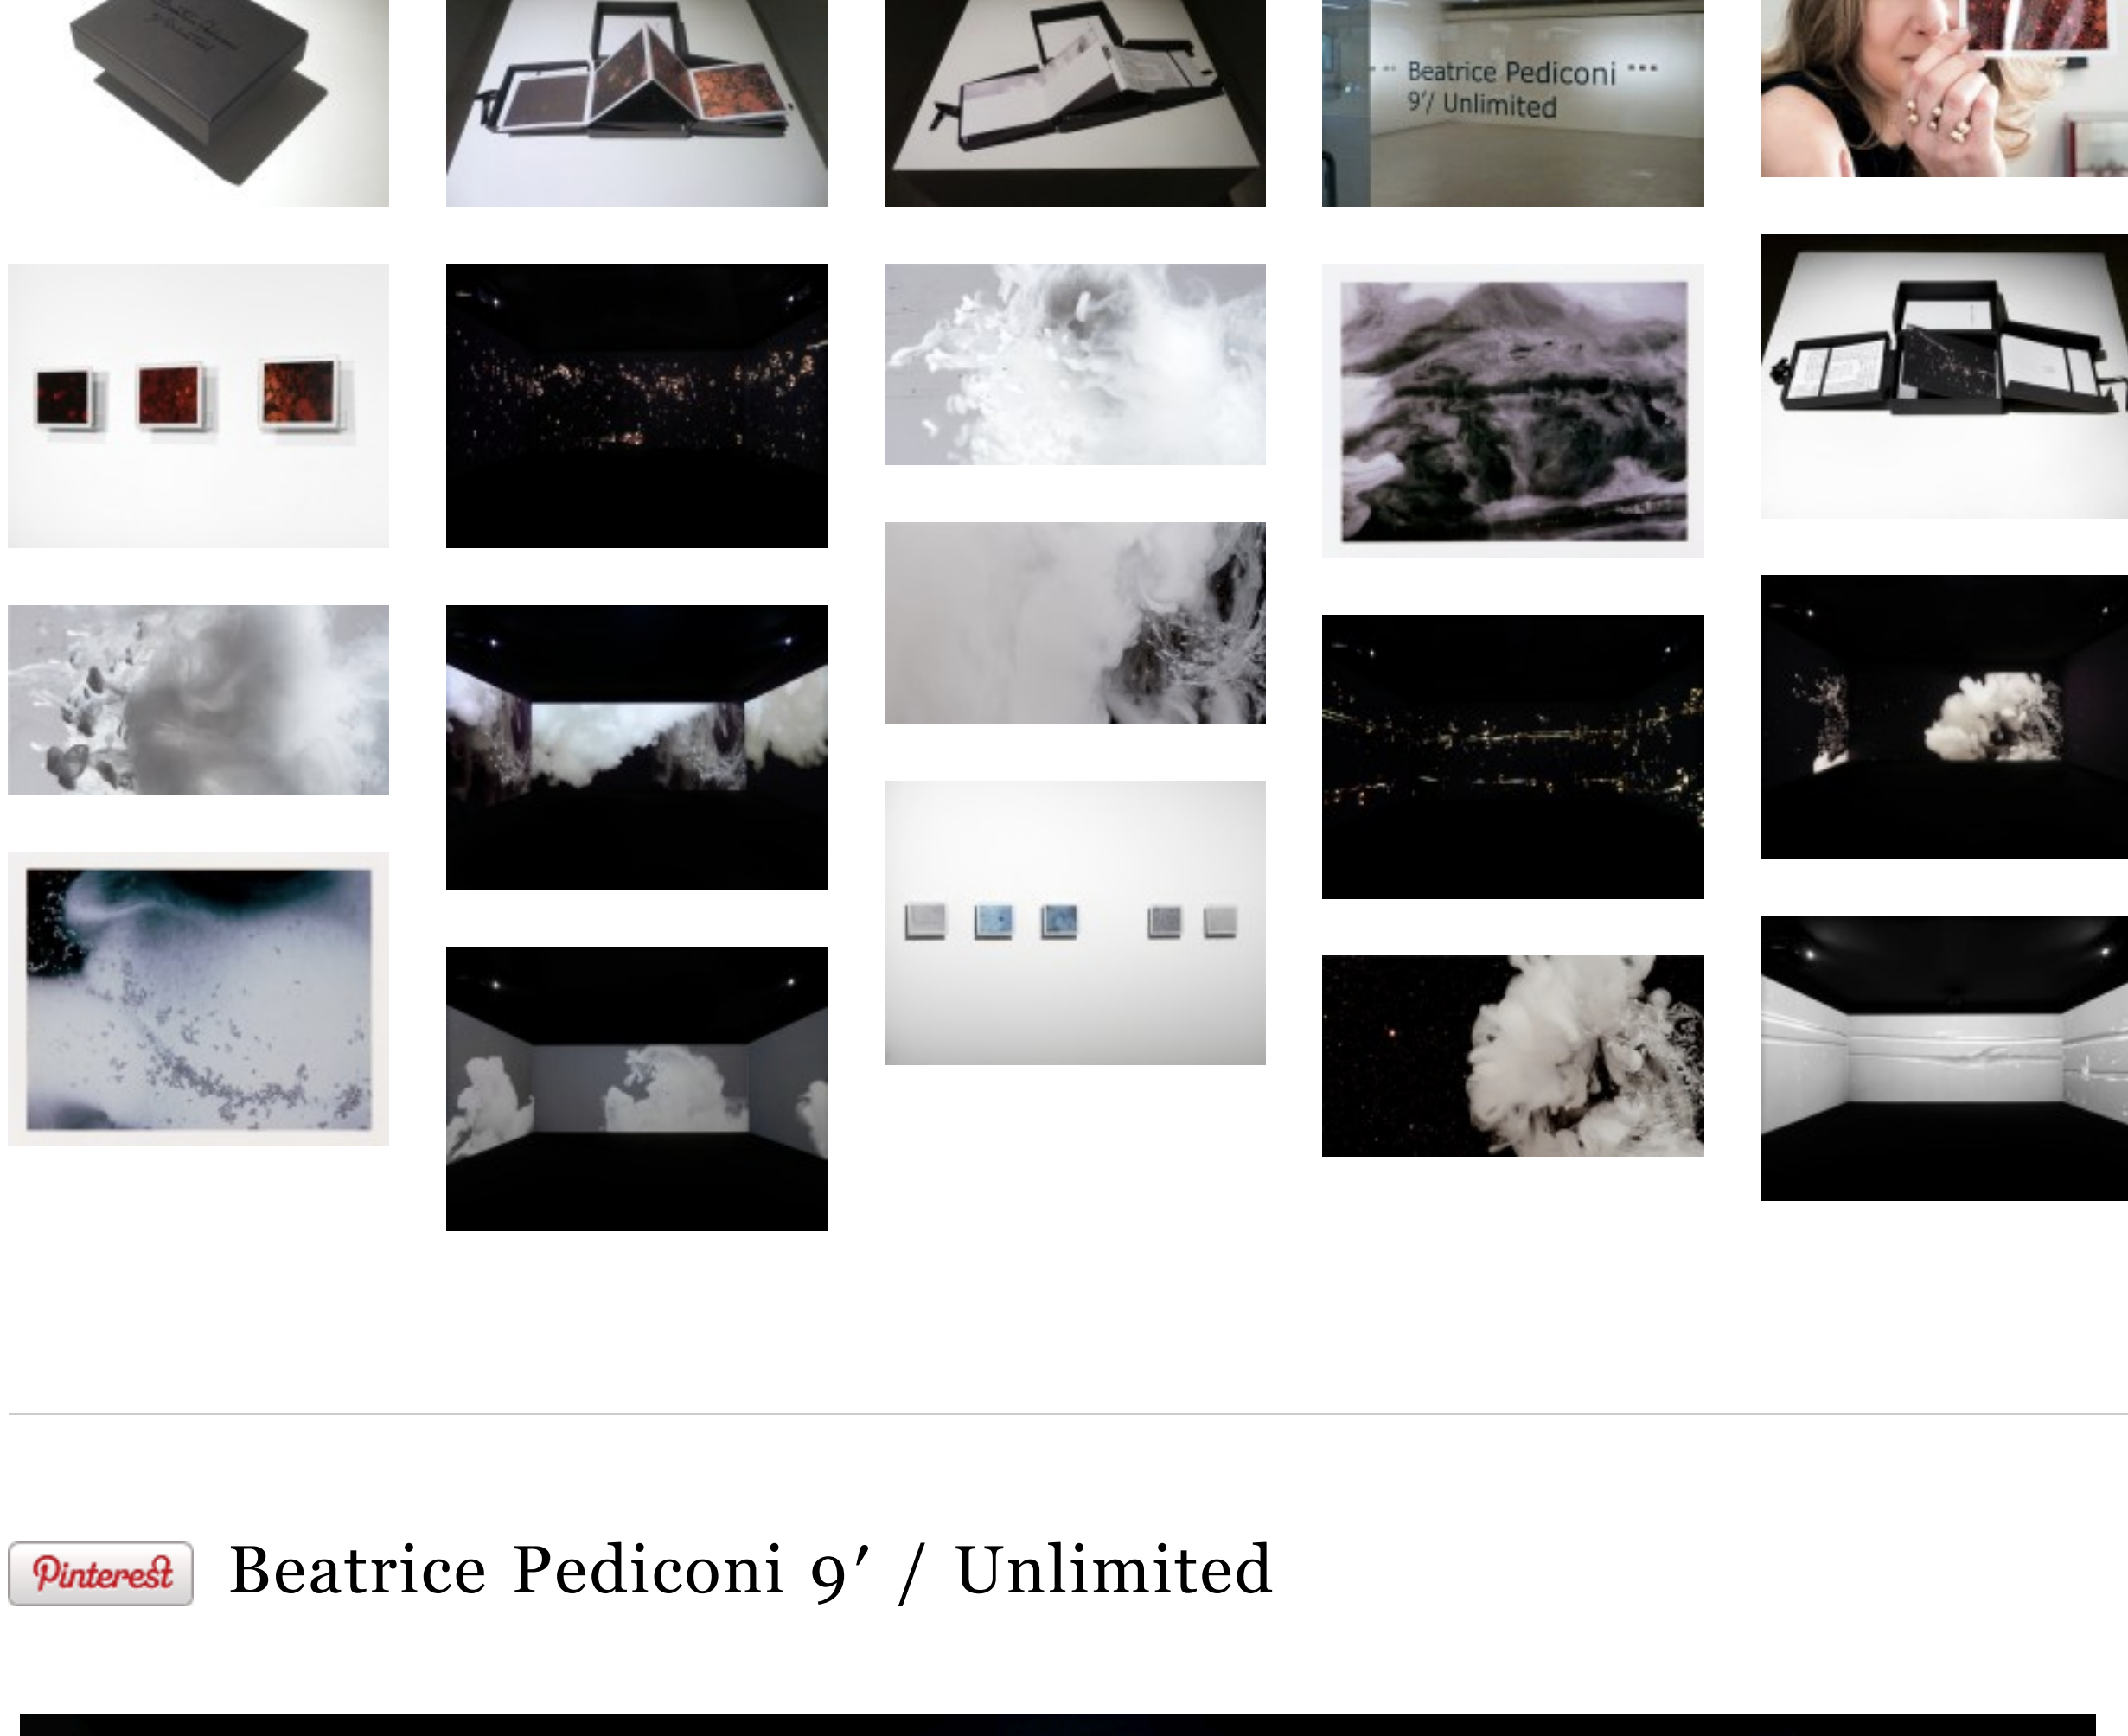 Beatrice Pediconi
9'/ Unlimited
Pinterest
Beatrice Pediconi 9′ / Unlimited